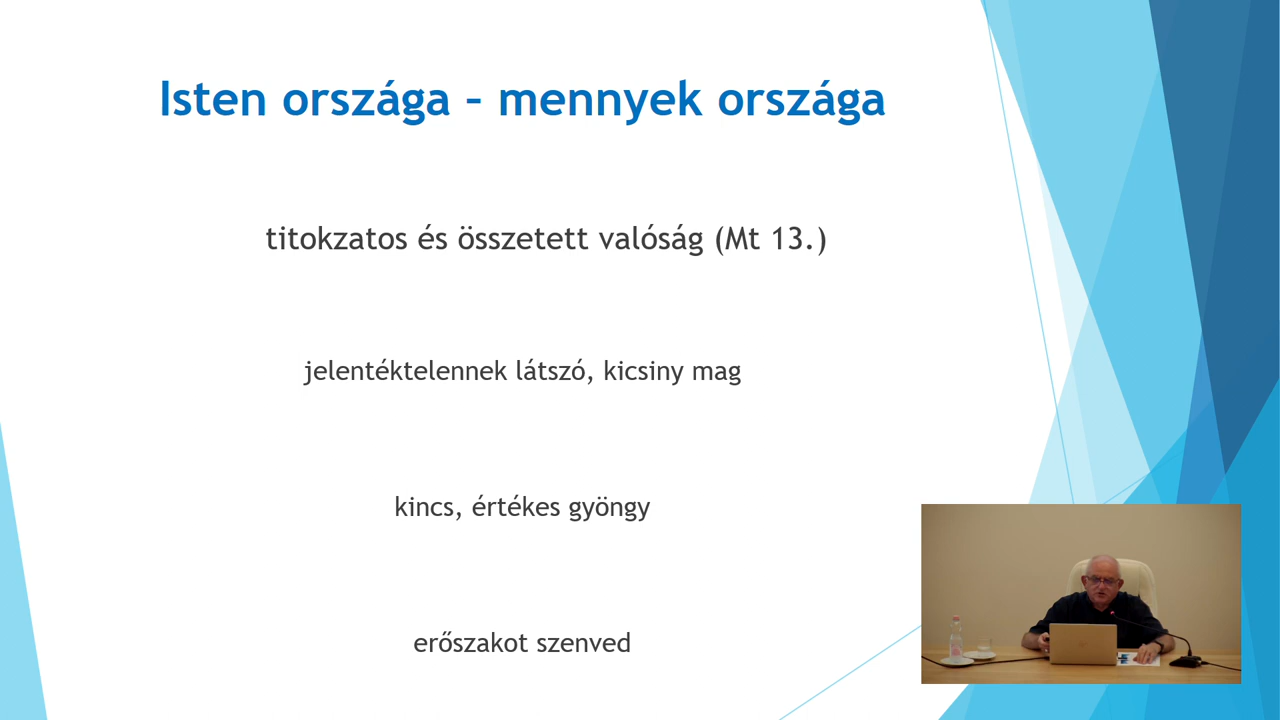 Isten országa – mennyek országa
titokzatos és összetett valóság (Mt 13.)
jelentéktelennek látszó, kicsiny mag
kincs, értékes gyöngy
erőszakot szenved